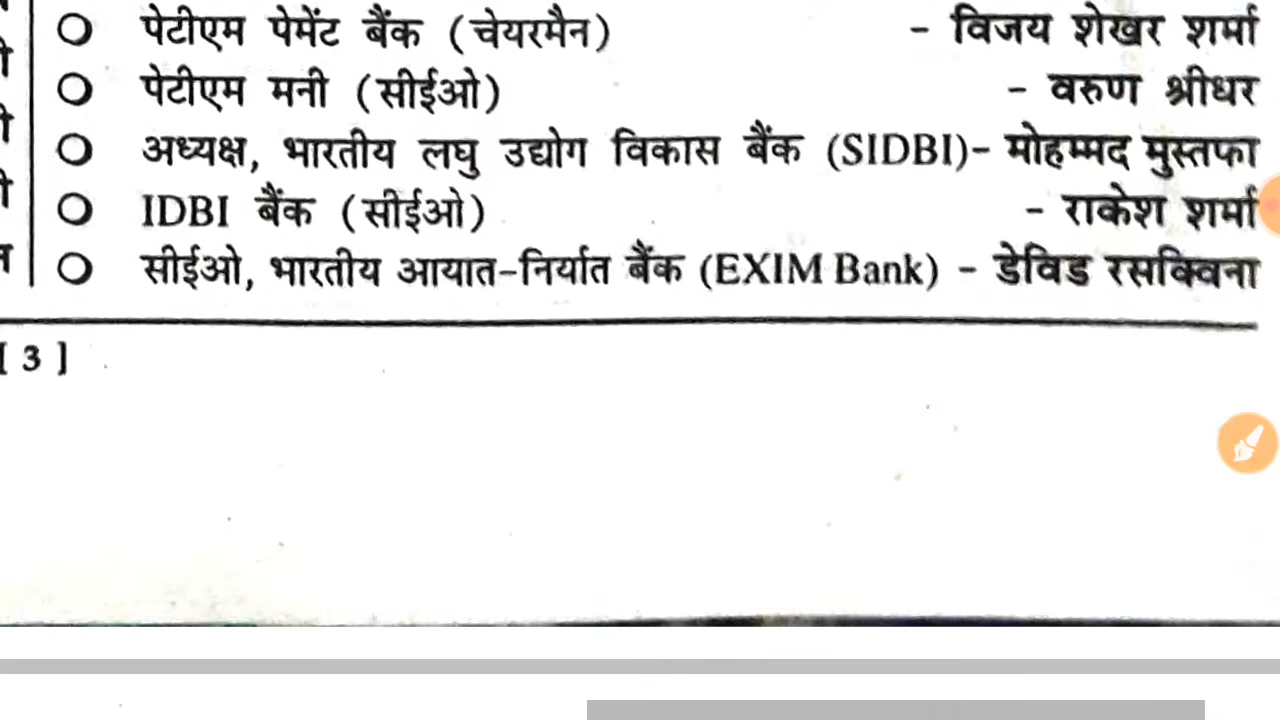 ○ पेटीएम पेमेंट बैंक (चेयरमैन) - विजय शेखर शर्मा
○ पेटीएम मनी (सीईओ) - वरुण श्रीधर
○ अध्यक्ष, भारतीय लघु उद्योग विकास बैंक (SIDBI)- मोहम्मद मुस्तफा
○ IDBI बैंक (सीईओ) - राकेश शर्मा
○ सीईओ, भारतीय आयात-निर्यात बैंक (EXIM Bank) - डेविड रसक्विना
[ 3 ]